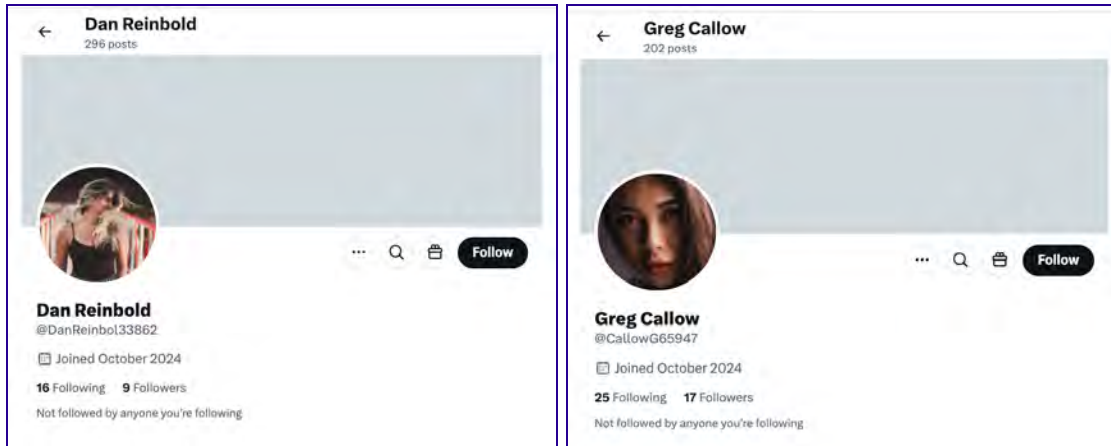 Dan Reinbold
296 posts
Follow
Dan Reinbold
@DanReinbol33862
Joined October 2024
16 Following 9 Followers
Not followed by anyone you're following
Greg Callow
202 posts
Follow
Greg Callow
@CallowG65947
Joined October 2024
25 Following 17 Followers
Not followed by anyone you're following